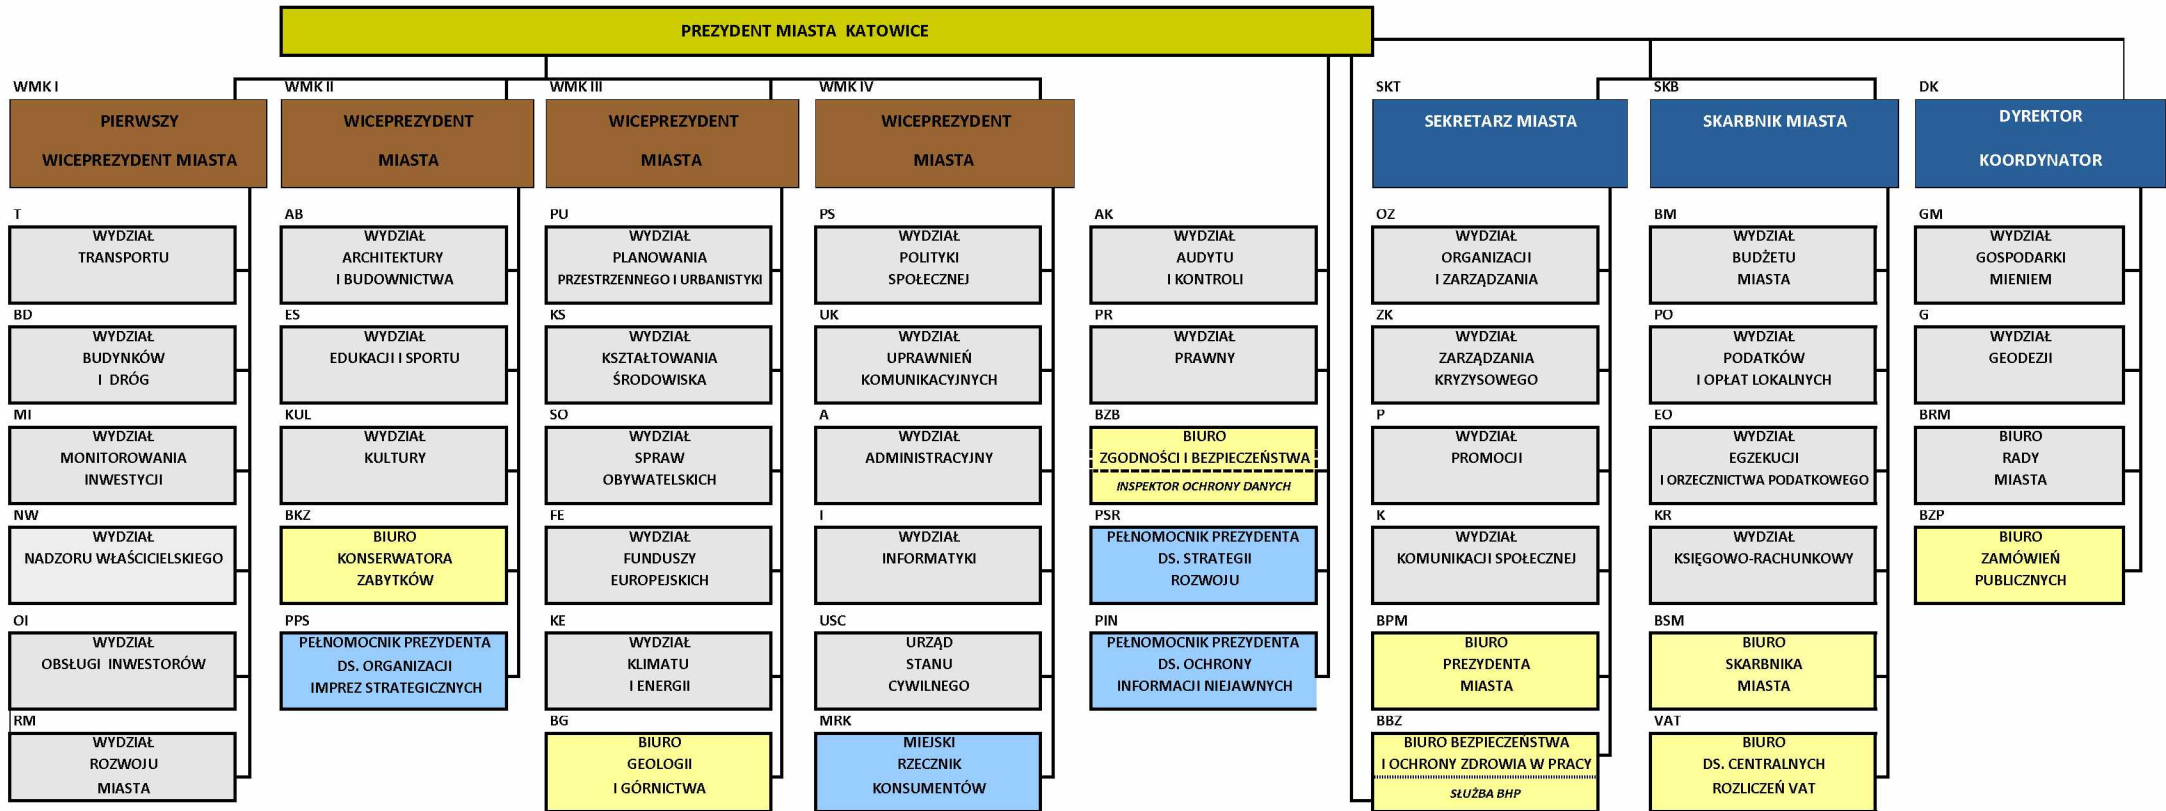 PREZYDENT MIASTA KATOWICE
WMK I
PIERWSZY
WICEPREZYDENT MIASTA
T
WYDZIAŁ
TRANSPORTU
BD
WYDZIAŁ
BUDYNKÓW
I DRÓG
MI
WYDZIAŁ
MONITOROWANIA
INWESTYCJI
NW
WYDZIAŁ
NADZORU WŁAŚCICIELSKIEGO
OI
WYDZIAŁ
OBSŁUGI INWESTORÓW
RM
WYDZIAŁ
ROZWOJU
MIASTA
WMK II
WICEPREZYDENT
MIASTA
AB
WYDZIAŁ
ARCHITEKTURY
I BUDOWNICTWA
ES
WYDZIAŁ
EDUKACJI I SPORTU
KUL
WYDZIAŁ
KULTURY
BKZ
BIURO
KONSERWATORA
ZABYTKÓW
PPS
PEŁNOMOCNIK PREZYDENTA
DS. ORGANIZACJI
IMPREZ STRATEGICZNYCH
WMK III
WICEPREZYDENT
MIASTA
PU
WYDZIAŁ
PLANOWANIA
PRZESTRZENNEGO I URBANISTYKI
KS
WYDZIAŁ
KSZTAŁTOWANIA
ŚRODOWISKA
SO
WYDZIAŁ
SPRAW
OBYWATELSKICH
FE
WYDZIAŁ
FUNDUSZY
EUROPEJSKICH
KE
WYDZIAŁ
KLIMATU
I ENERGII
BG
BIURO
GEOLOGII
I GÓRNICTWA
WMK IV
WICEPREZYDENT
MIASTA
PS
WYDZIAŁ
POLITYKI
SPOŁECZNEJ
UK
WYDZIAŁ
UPRAWNIEŃ
KOMUNIKACYJNYCH
A
WYDZIAŁ
ADMINISTRACYJNY
I
WYDZIAŁ
INFORMATYKI
USC
URZĄD
STANU
CYWILNEGO
MRK
MIEJSKI
RZECZNIK
KONSUMENTÓW
AK
WYDZIAŁ
AUDYTU
I KONTROLI
PR
WYDZIAŁ
PRAWNY
BZB
BIURO
ZGODNOŚCI I BEZPIECZEŃSTWA
INSPEKTOR OCHRONY DANYCH
PSR
PEŁNOMOCNIK PREZYDENTA
DS. STRATEGII
ROZWOJU
PIN
PEŁNOMOCNIK PREZYDENTA
DS. OCHRONY
INFORMACJI NIEJAWNYCH
SKT
SEKRETARZ MIASTA
OZ
WYDZIAŁ
ORGANIZACJI
I ZARZĄDZANIA
ZK
WYDZIAŁ
ZARZĄDZANIA
KRYZYSOWEGO
P
WYDZIAŁ
PROMOCJI
K
WYDZIAŁ
KOMUNIKACJI SPOŁECZNEJ
BPM
BIURO
PREZYDENTA
MIASTA
BBZ
BIURO BEZPIECZEŃSTWA
I OCHRONY ZDROWIA W PRACY
SŁUŻBA BHP
SKB
SKARBNIK MIASTA
BM
WYDZIAŁ
BUDŻETU
MIASTA
PO
WYDZIAŁ
PODATKÓW
I OPŁAT LOKALNYCH
EO
WYDZIAŁ
EGZEKUCJI
I ORZECZNICTWA PODATKOWEGO
KR
WYDZIAŁ
KSIĘGOWO-RACHUNKOWY
BSM
BIURO
SKARBNIKA
MIASTA
VAT
BIURO
DS. CENTRALNYCH
ROZLICZEŃ VAT
DK
DYREKTOR
KOORDYNATOR
GM
WYDZIAŁ
GOSPODARKI
MIENIEM
G
WYDZIAŁ
GEODEZJI
BRM
BIURO
RADY
MIASTA
BZP
BIURO
ZAMÓWIEŃ
PUBLICZNYCH